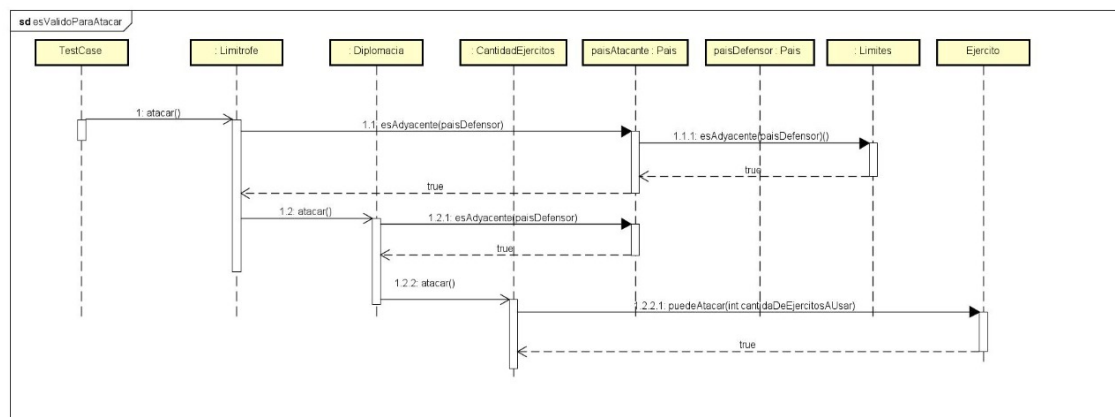 sd esValidoParaAtacar
TestCase
: Limitrofe
: Diplomacia
: CantidadEjercitos
paisAtacante : Pais
paisDefensor : Pais
: Limites
Ejercito
1: atacar()
1.1: esAdyacente(paisDefensor)
1.1.1: esAdyacente(paisDefensor)()
true
true
1.2: atacar()
1.2.1: esAdyacente(paisDefensor)
true
1.2.2: atacar()
1.2.2.1: puedeAtacar(int cantidaDeEjercitosAUsar)
true